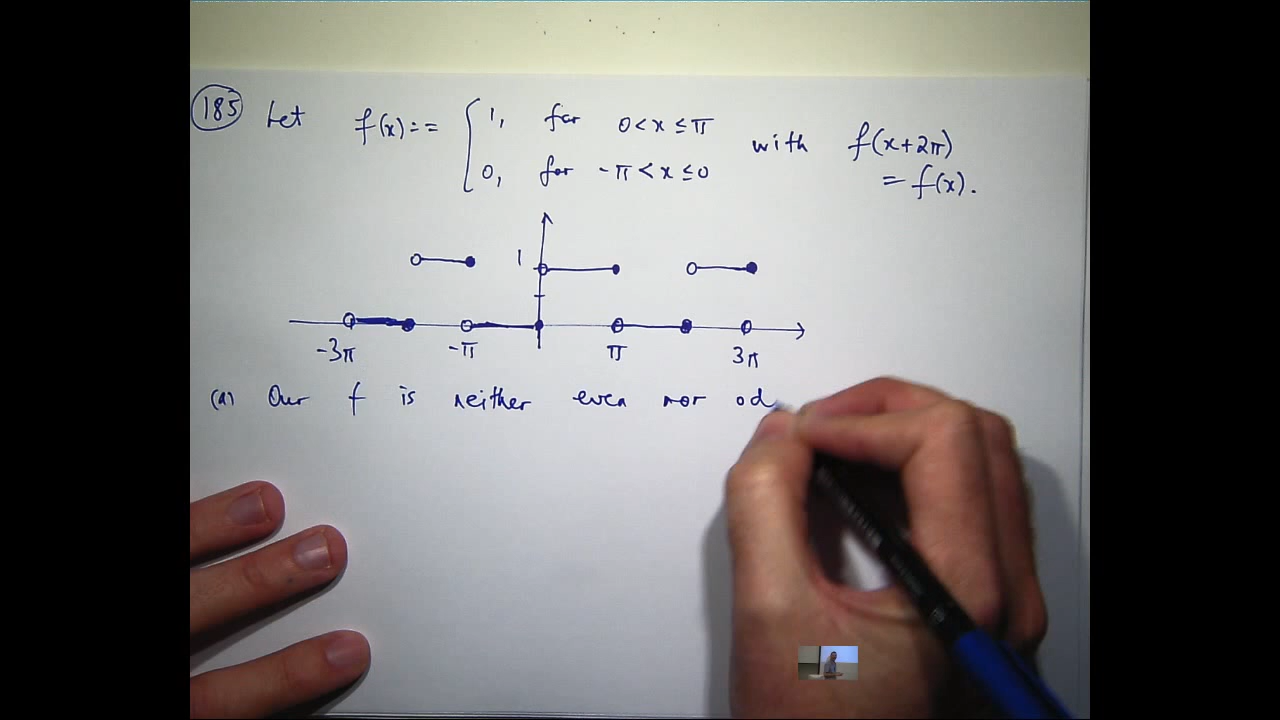 185 Let f(x) := = { 1, for 0 < x ≤ π
0, for -π < x ≤ 0
with f(x+2π)
= f(x).
1
-3π -π π 3π
(a) Our f is neither even nor od